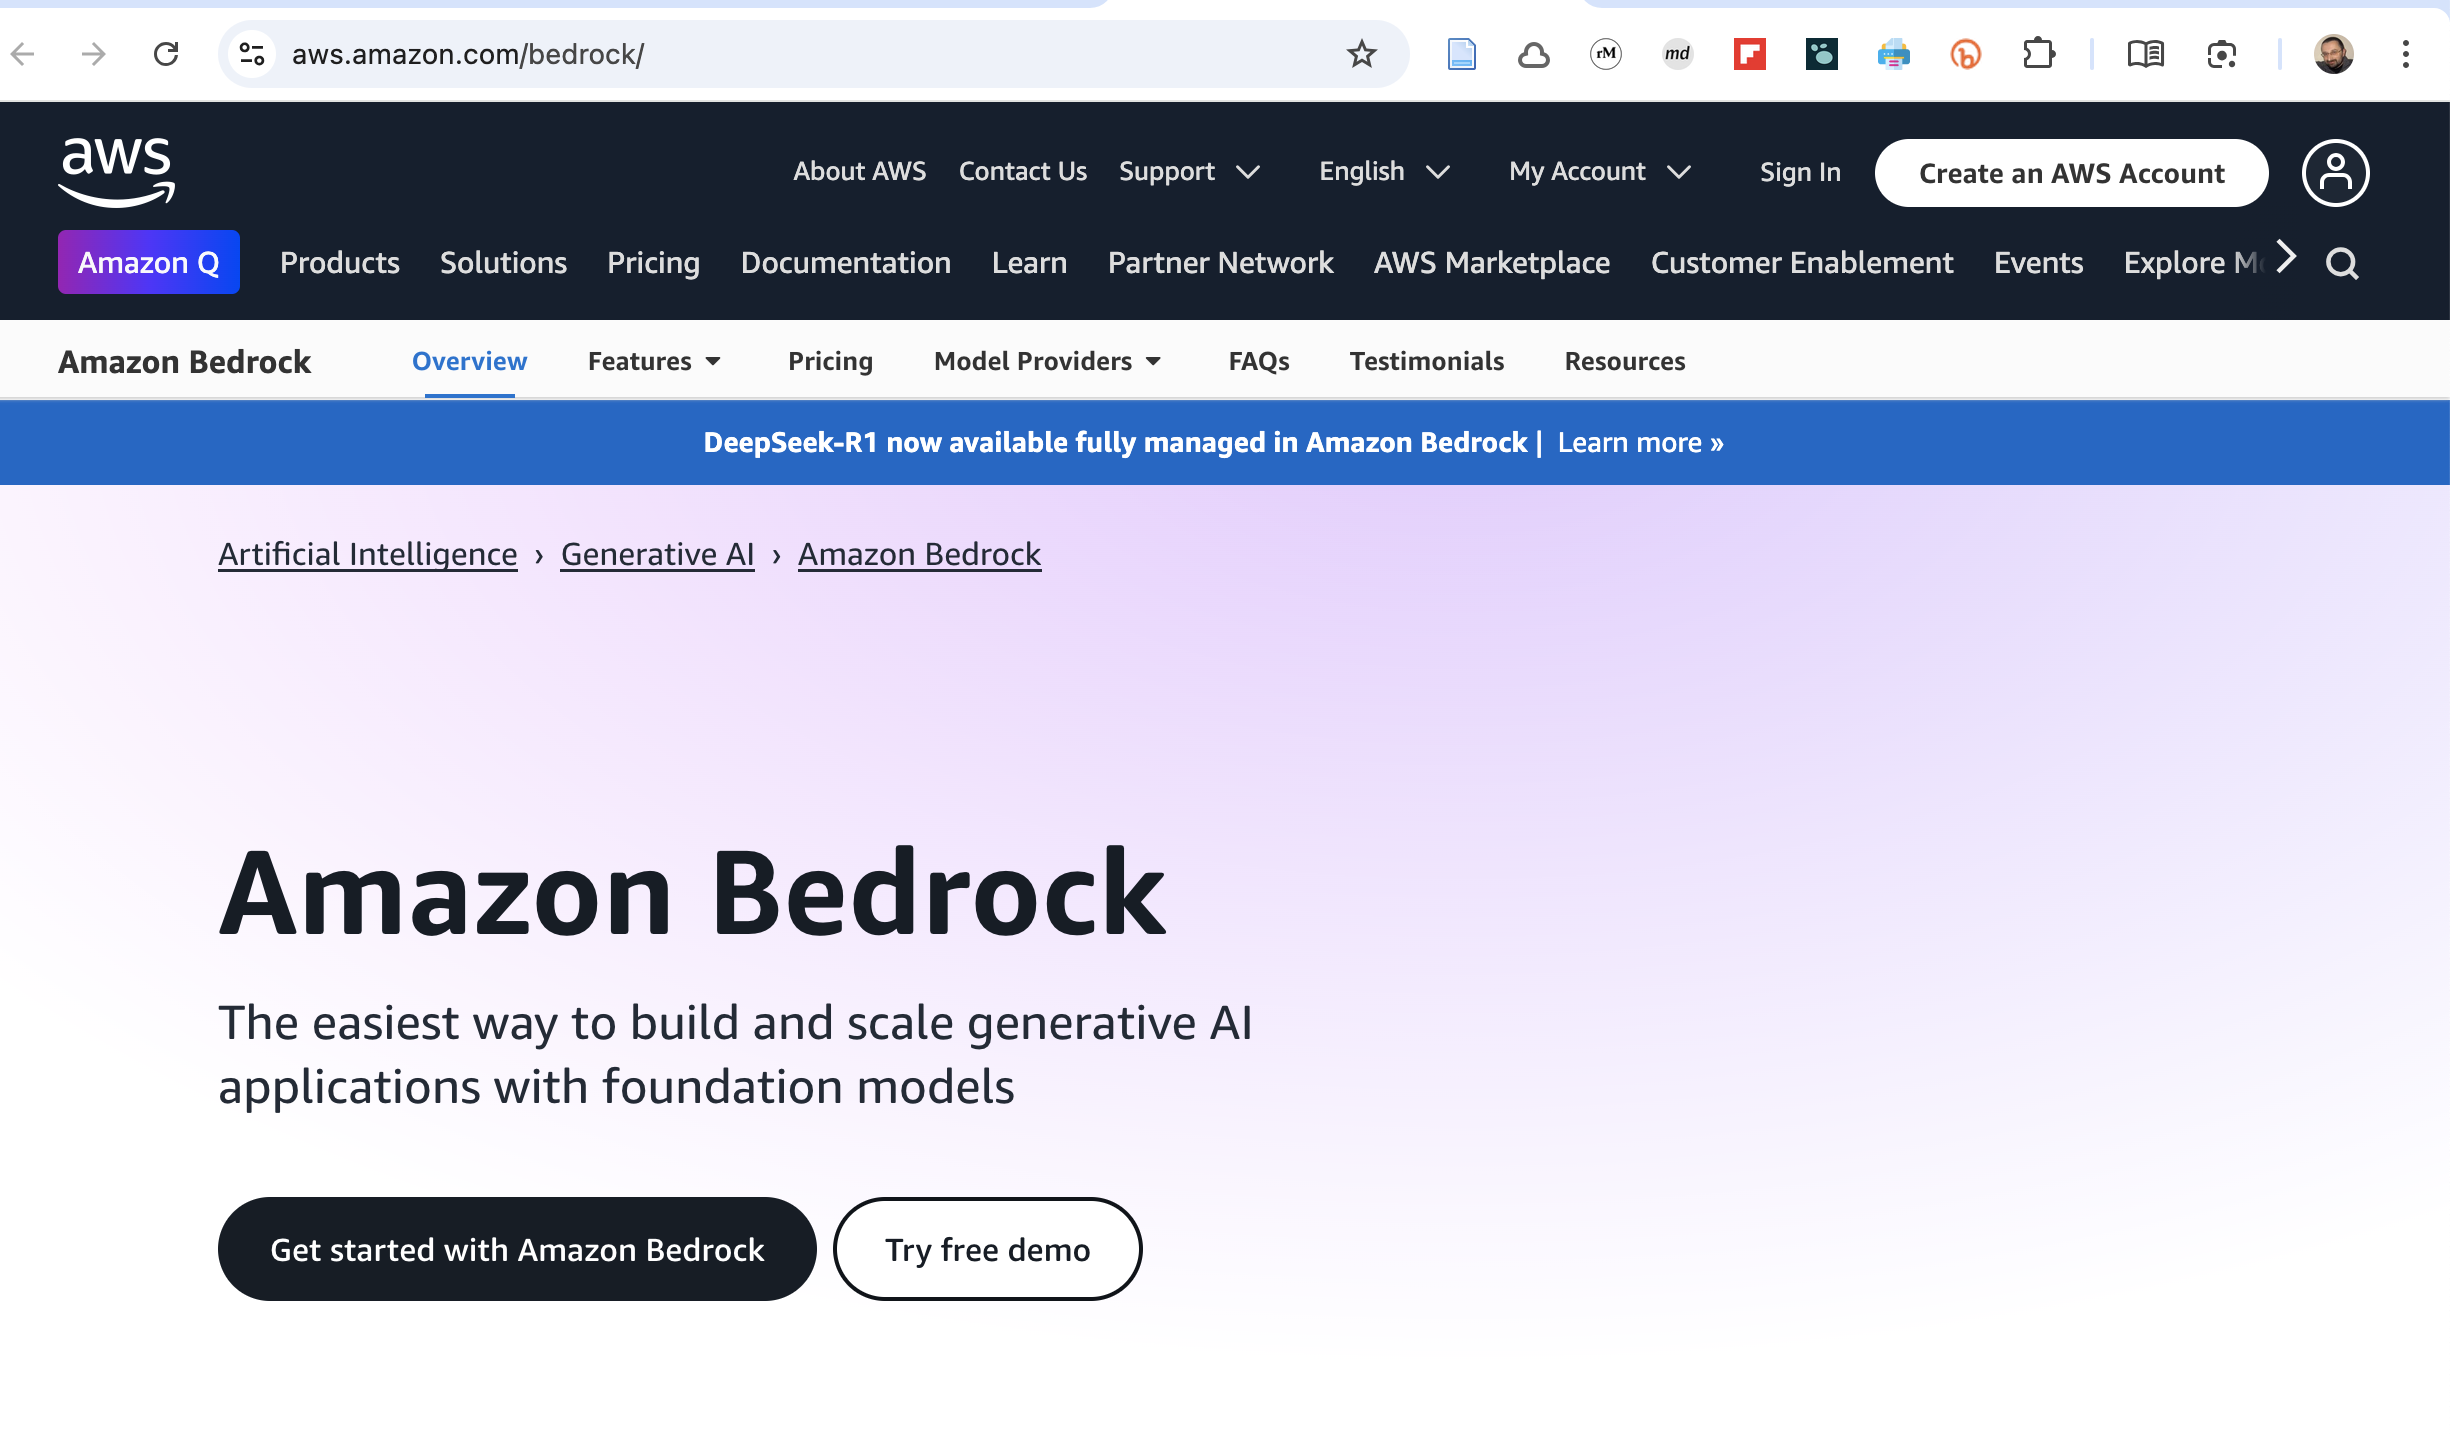 aws.amazon.com/bedrock/
rM
md
aws
About AWS Contact Us Support English My Account Sign In Create an AWS Account
Amazon Q Products Solutions Pricing Documentation Learn Partner Network AWS Marketplace Customer Enablement Events Explore
Amazon Bedrock Overview Features Pricing Model Providers FAQs Testimonials Resources
DeepSeek-R1 now available fully managed in Amazon Bedrock | Learn more »
Artificial Intelligence › Generative AI › Amazon Bedrock
Amazon Bedrock
The easiest way to build and scale generative AI
applications with foundation models
Get started with Amazon Bedrock Try free demo